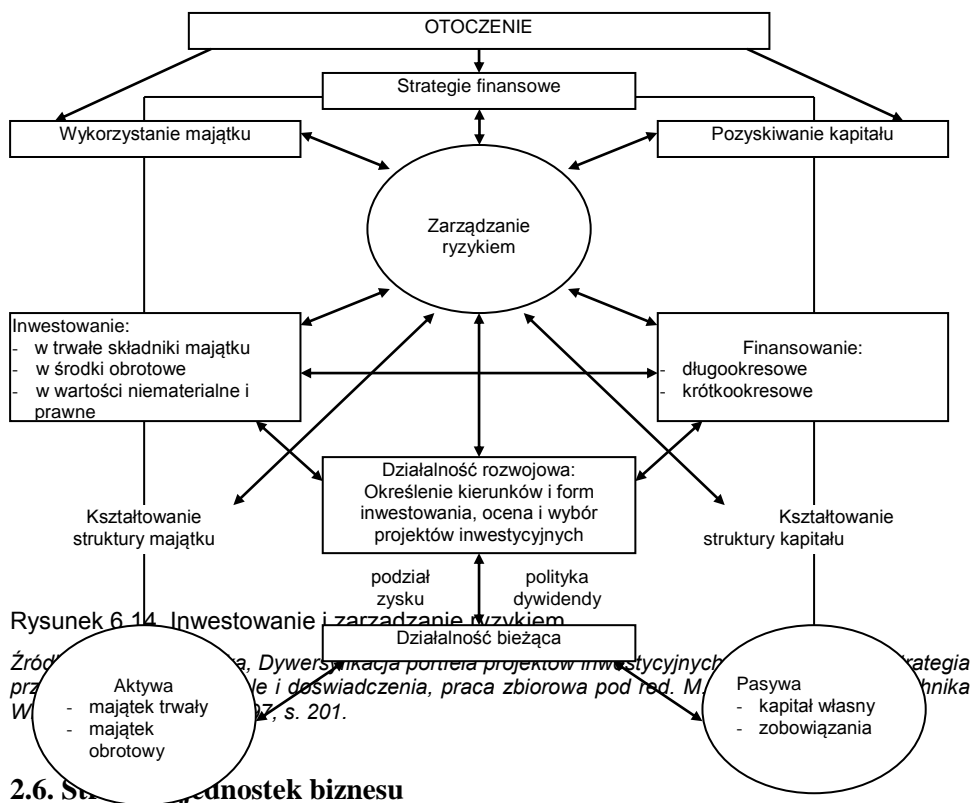 OTOCZENIE
Strategie finansowe
Wykorzystanie majątku
Pozyskiwanie kapitału
Zarządzanie
ryzykiem
Inwestowanie:
- w trwałe składniki majątku
- w środki obrotowe
- w wartości niematerialne i
prawne
Finansowanie:
- długookresowe
- krótkookresowe
Działalność rozwojowa:
Określenie kierunków i form
inwestowania, ocena i wybór
projektów inwestycyjnych
Kształtowanie
struktury majątku
Kształtowanie
struktury kapitału
podział
zysku
polityka
dywidendy
Rysunek 6.14. Inwestowanie i zarządzanie ryzykiem
Działalność bieżąca
Dywersyfikacja portfela projektów inwestycyjnych
i doświadczenia, praca zbiorowa pod red. M.
s. 201.
Aktywa
- majątek trwały
- majątek
obrotowy
Pasywa
- kapitał własny
- zobowiązania
2.6. jednostek biznesu